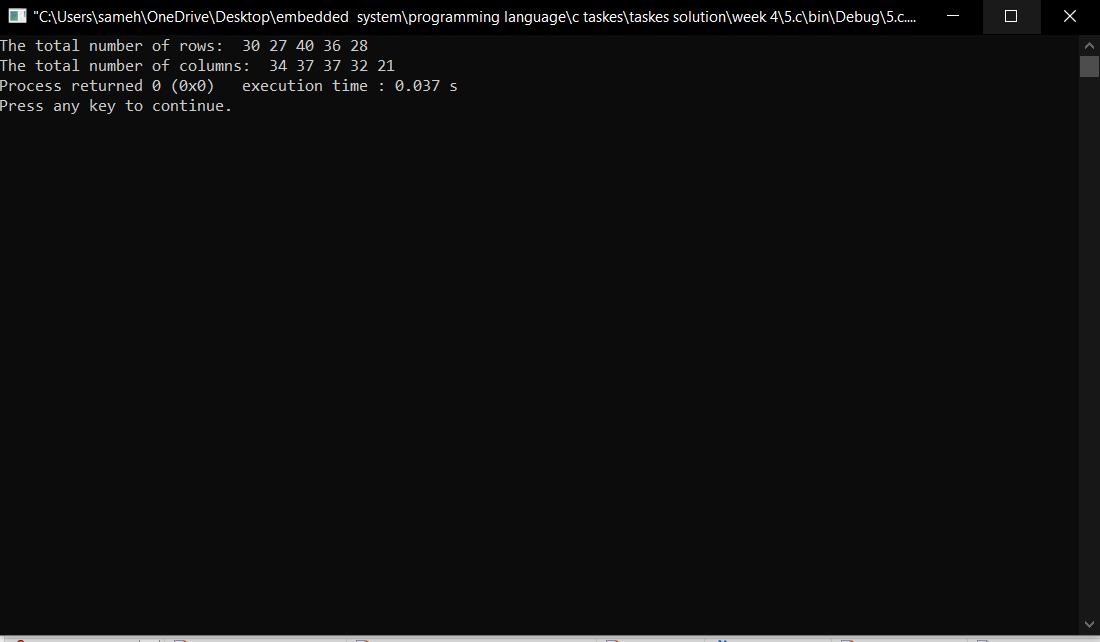 "C:\Users\sameh\OneDrive\Desktop\embedded  system\programming language\c taskes\taskes solution\week 4\5.c\bin\Debug\5.c....
The total number of rows:  30 27 40 36 28
The total number of columns:  34 37 37 32 21
Process returned 0 (0x0)   execution time : 0.037 s
Press any key to continue.